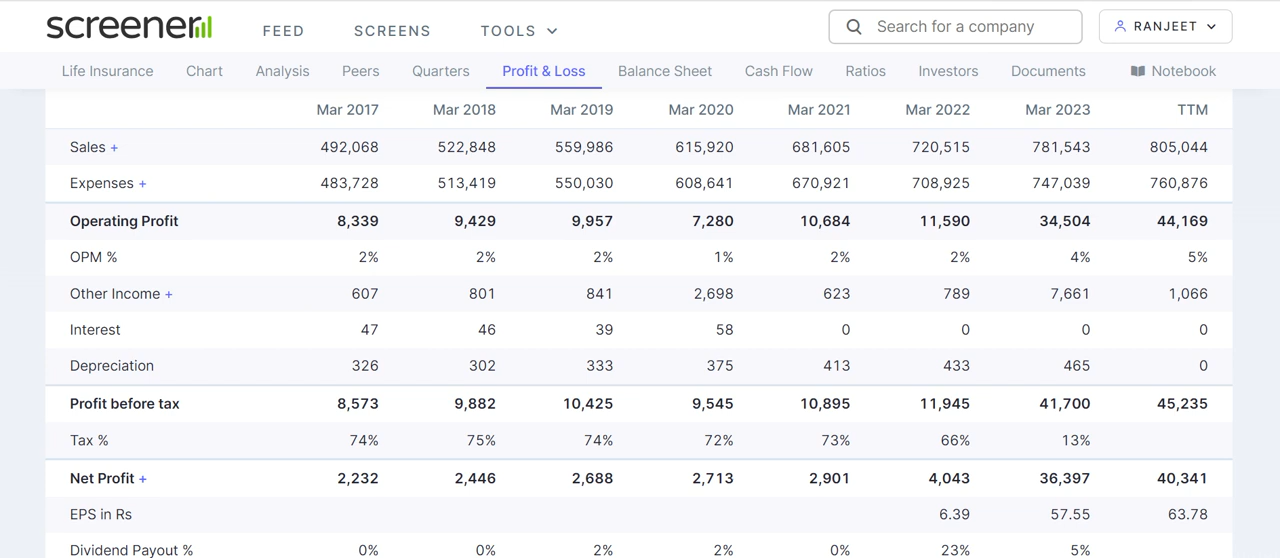 screener FEED SCREENS TOOLS Search for a company RANJEET
Life Insurance Chart Analysis Peers Quarters Profit & Loss Balance Sheet Cash Flow Ratios Investors Documents Notebook
Mar 2017 Mar 2018 Mar 2019 Mar 2020 Mar 2021 Mar 2022 Mar 2023 TTM
Sales + 492,068 522,848 559,986 615,920 681,605 720,515 781,543 805,044
Expenses + 483,728 513,419 550,030 608,641 670,921 708,925 747,039 760,876
Operating Profit 8,339 9,429 9,957 7,280 10,684 11,590 34,504 44,169
OPM % 2% 2% 2% 1% 2% 2% 4% 5%
Other Income + 607 801 841 2,698 623 789 7,661 1,066
Interest 47 46 39 58 0 0 0 0
Depreciation 326 302 333 375 413 433 465 0
Profit before tax 8,573 9,882 10,425 9,545 10,895 11,945 41,700 45,235
Tax % 74% 75% 74% 72% 73% 66% 13%
Net Profit + 2,232 2,446 2,688 2,713 2,901 4,043 36,397 40,341
EPS in Rs 6.39 57.55 63.78
Dividend Payout % 0% 0% 2% 2% 0% 23% 5%